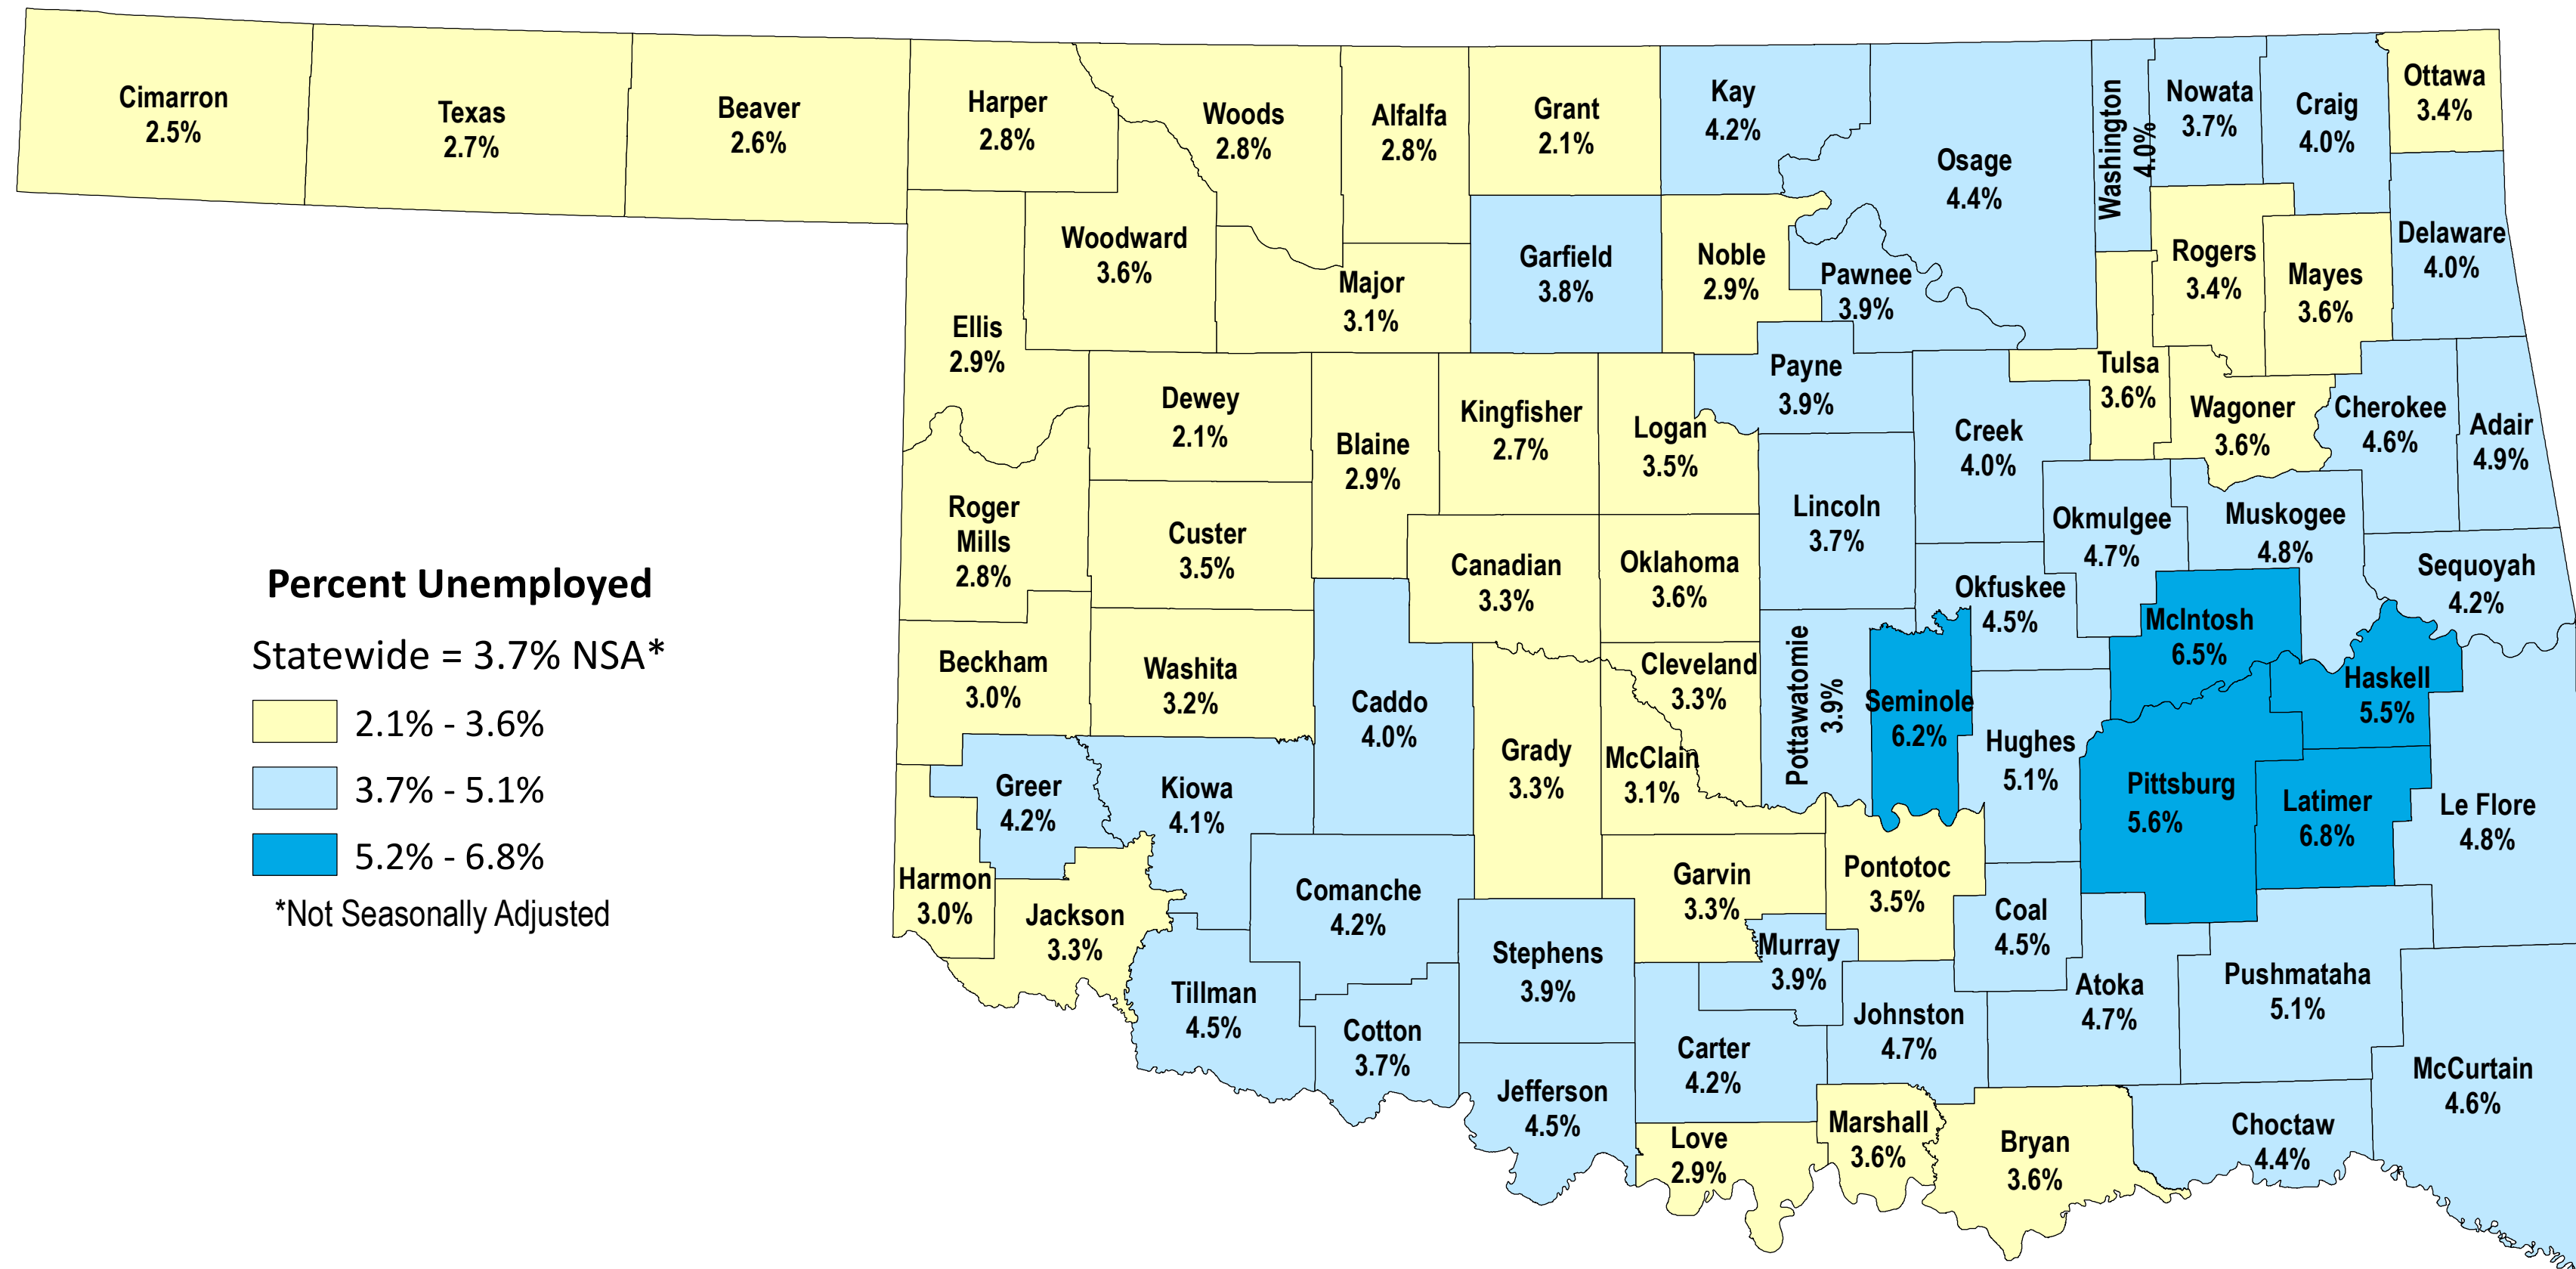 Cimarron
2.5%
Texas
2.7%
Beaver
2.6%
Harper
2.8%
Woods
2.8%
Alfalfa
2.8%
Grant
2.1%
Kay
4.2%
Osage
4.4%
Washington
4.0%
Nowata
3.7%
Craig
4.0%
Ottawa
3.4%
Woodward
3.6%
Major
3.1%
Garfield
3.8%
Noble
2.9%
Pawnee
3.9%
Rogers
3.4%
Mayes
3.6%
Delaware
4.0%
Ellis
2.9%
Dewey
2.1%
Blaine
2.9%
Kingfisher
2.7%
Logan
3.5%
Payne
3.9%
Creek
4.0%
Tulsa
3.6%
Wagoner
3.6%
Cherokee
4.6%
Adair
4.9%
Roger
Mills
2.8%
Custer
3.5%
Canadian
3.3%
Oklahoma
3.6%
Lincoln
3.7%
Okmulgee
4.7%
Muskogee
4.8%
Sequoyah
4.2%
Okfuskee
4.5%
McIntosh
6.5%
Haskell
5.5%
Beckham
3.0%
Washita
3.2%
Caddo
4.0%
Grady
3.3%
Cleveland
3.3%
McClain
3.1%
Pottawatomie
3.9%
Seminole
6.2%
Hughes
5.1%
Pittsburg
5.6%
Latimer
6.8%
Le Flore
4.8%
Greer
4.2%
Kiowa
4.1%
Harmon
3.0%
Jackson
3.3%
Comanche
4.2%
Stephens
3.9%
Garvin
3.3%
Pontotoc
3.5%
Murray
3.9%
Coal
4.5%
Atoka
4.7%
Pushmataha
5.1%
Tillman
4.5%
Cotton
3.7%
Jefferson
4.5%
Carter
4.2%
Johnston
4.7%
McCurtain
4.6%
Love
2.9%
Marshall
3.6%
Bryan
3.6%
Choctaw
4.4%
Percent Unemployed
Statewide = 3.7% NSA*
2.1% - 3.6%
3.7% - 5.1%
5.2% - 6.8%
*Not Seasonally Adjusted